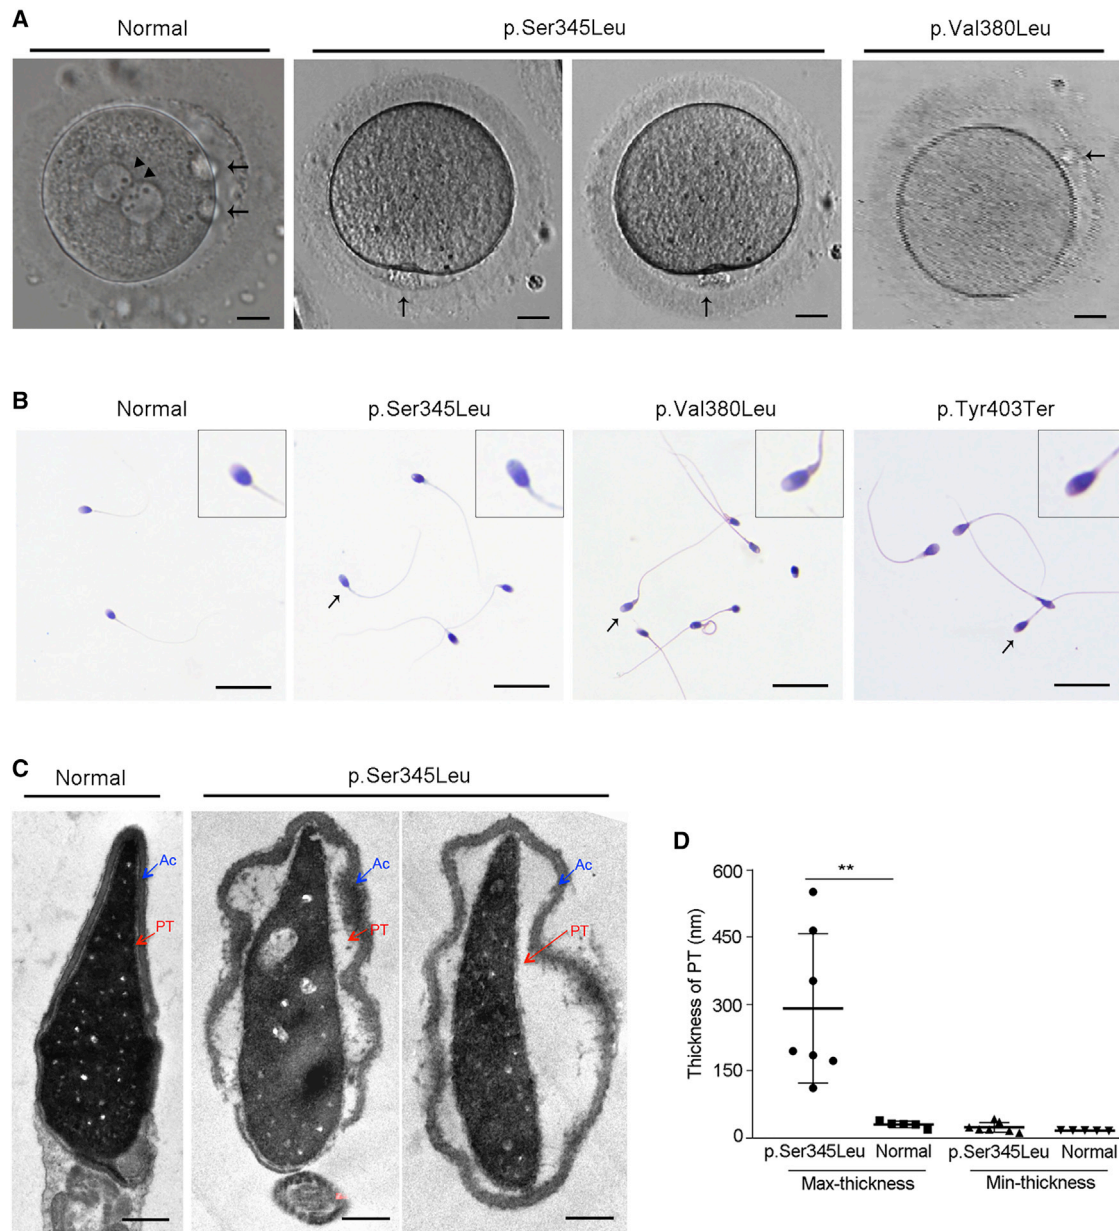 A
Normal
p.Ser345Leu
p.Val380Leu
B
Normal
p.Ser345Leu
p.Val380Leu
p.Tyr403Ter
C
Normal
p.Ser345Leu
Ac
PT
Ac
PT
Ac
PT
D
**
Thickness of PT (nm)
600
450
300
150
0
p.Ser345Leu Normal p.Ser345Leu Normal
Max-thickness Min-thickness